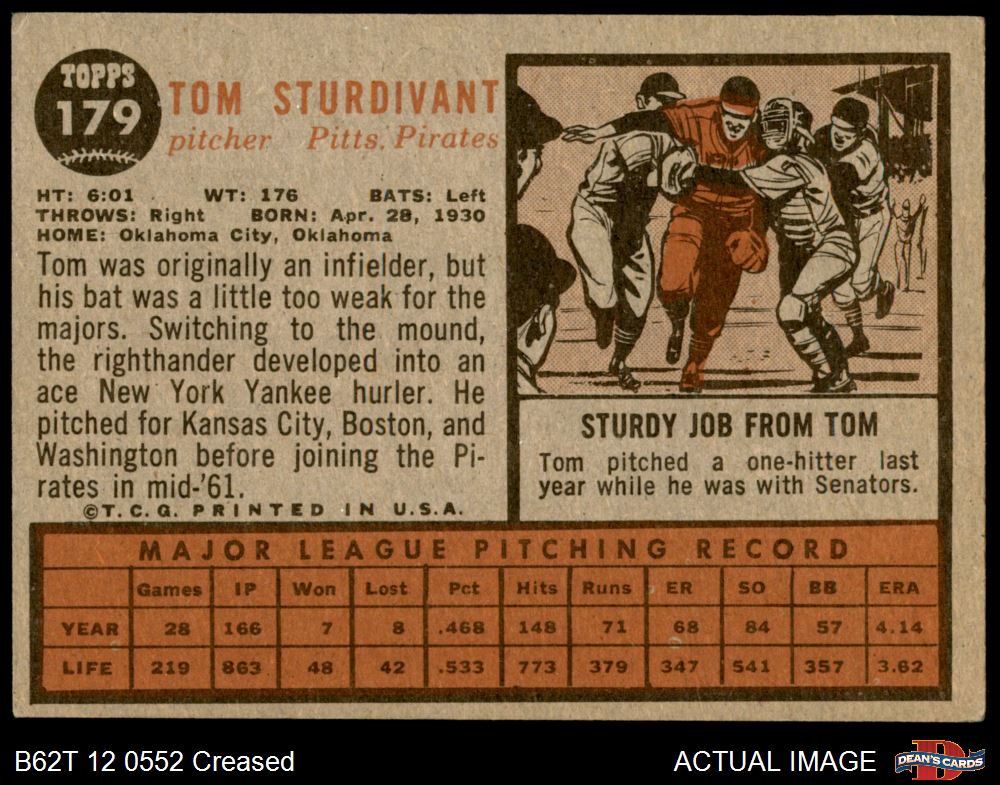 TOPPS
179
TOM STURDIVANT
pitcher Pitts. Pirates
HT: 6:01 WT: 176 BATS: Left
THROWS: Right BORN: Apr. 28, 1930
HOME: Oklahoma City, Oklahoma
Tom was originally an infielder, but
his bat was a little too weak for the
majors. Switching to the mound,
the righthander developed into an
ace New York Yankee hurler. He
pitched for Kansas City, Boston, and
Washington before joining the Pi-
rates in mid-'61.
©T.C.G. PRINTED IN U.S.A.
STURDY JOB FROM TOM
Tom pitched a one-hitter last
year while he was with Senators.
MAJOR LEAGUE PITCHING RECORD
Games IP Won Lost Pct Hits Runs ER SO BB ERA
YEAR 28 166 7 8 .468 148 71 68 84 57 4.14
LIFE 219 863 48 42 .533 773 379 347 541 357 3.62
B62T 12 0552 Creased
ACTUAL IMAGE
D
DEAN'S CARDS